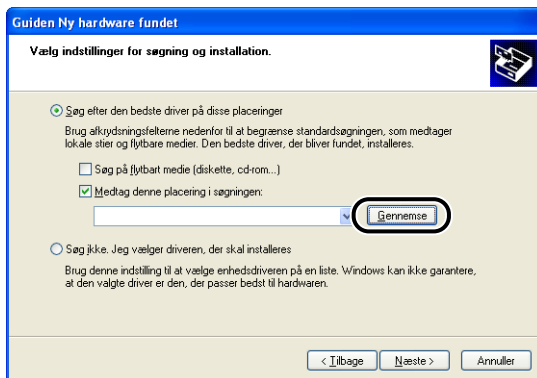 Guiden Ny hardware fundet
Vælg indstillinger for søgning og installation.
Søg efter den bedste driver på disse placeringer
Brug afkrydsningsfelterne nedenfor til at begrænse standardsøgningen, som medtager
lokale stier og flytbare medier. Den bedste driver, der bliver fundet, installeres.
Søg på flytbart medie (diskette, cd-rom...)
Medtag denne placering i søgningen:
Gennemse
Søg ikke. Jeg vælger driveren, der skal installeres
Brug denne indstilling til at vælge enhedsdriveren på en liste. Windows kan ikke garantere,
at den valgte driver er den, der passer bedst til hardwaren.
< Tilbage
Næste >
Annuller